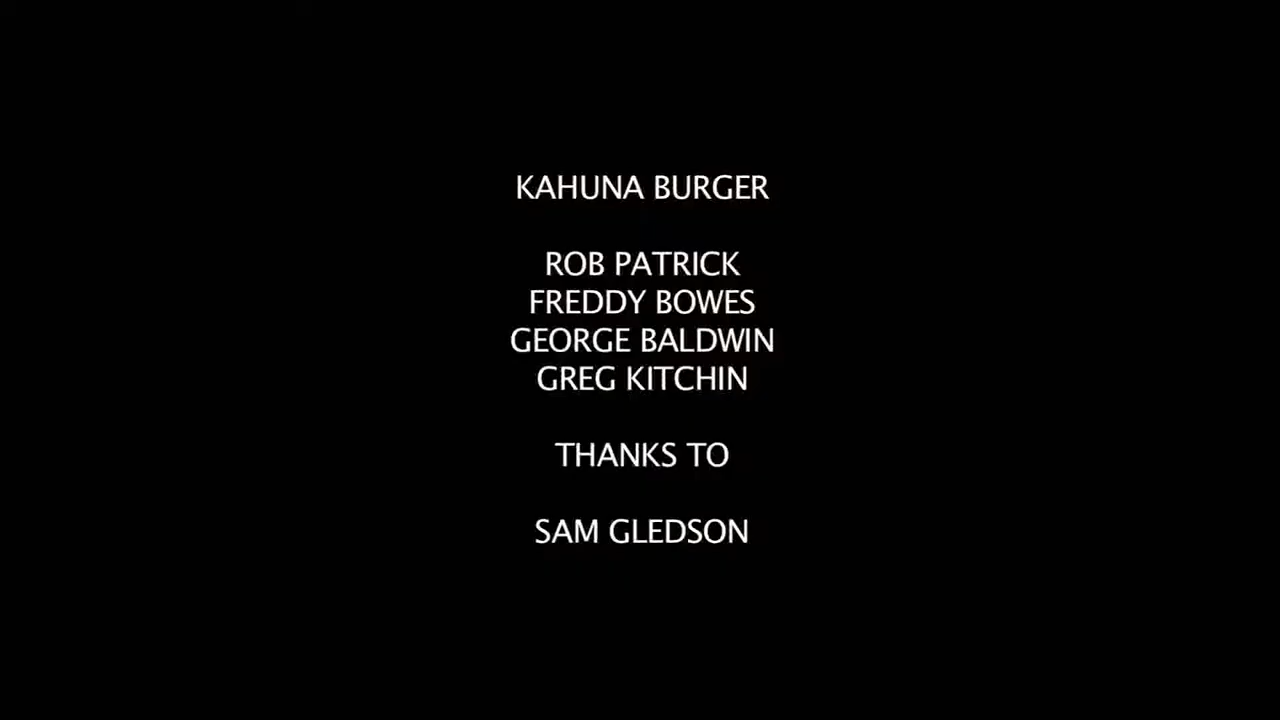 KAHUNA BURGER
ROB PATRICK
FREDDY BOWES
GEORGE BALDWIN
GREG KITCHIN
THANKS TO
SAM GLEDSON